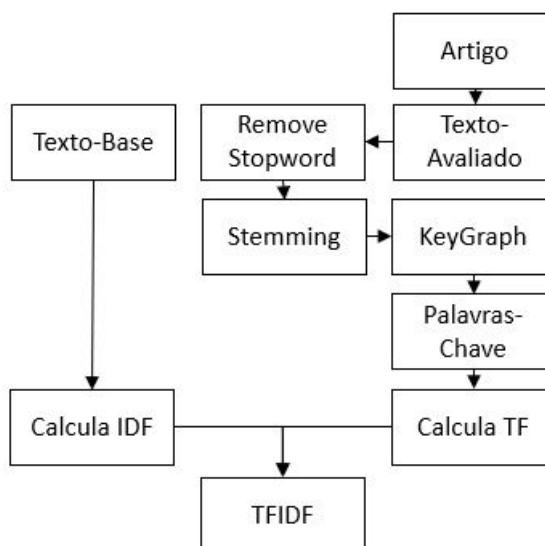 Artigo
Texto-Base
Remove
Stopword
Texto-
Avaliado
Stemming
KeyGraph
Palavras-
Chave
Calcula IDF
Calcula TF
TFIDF